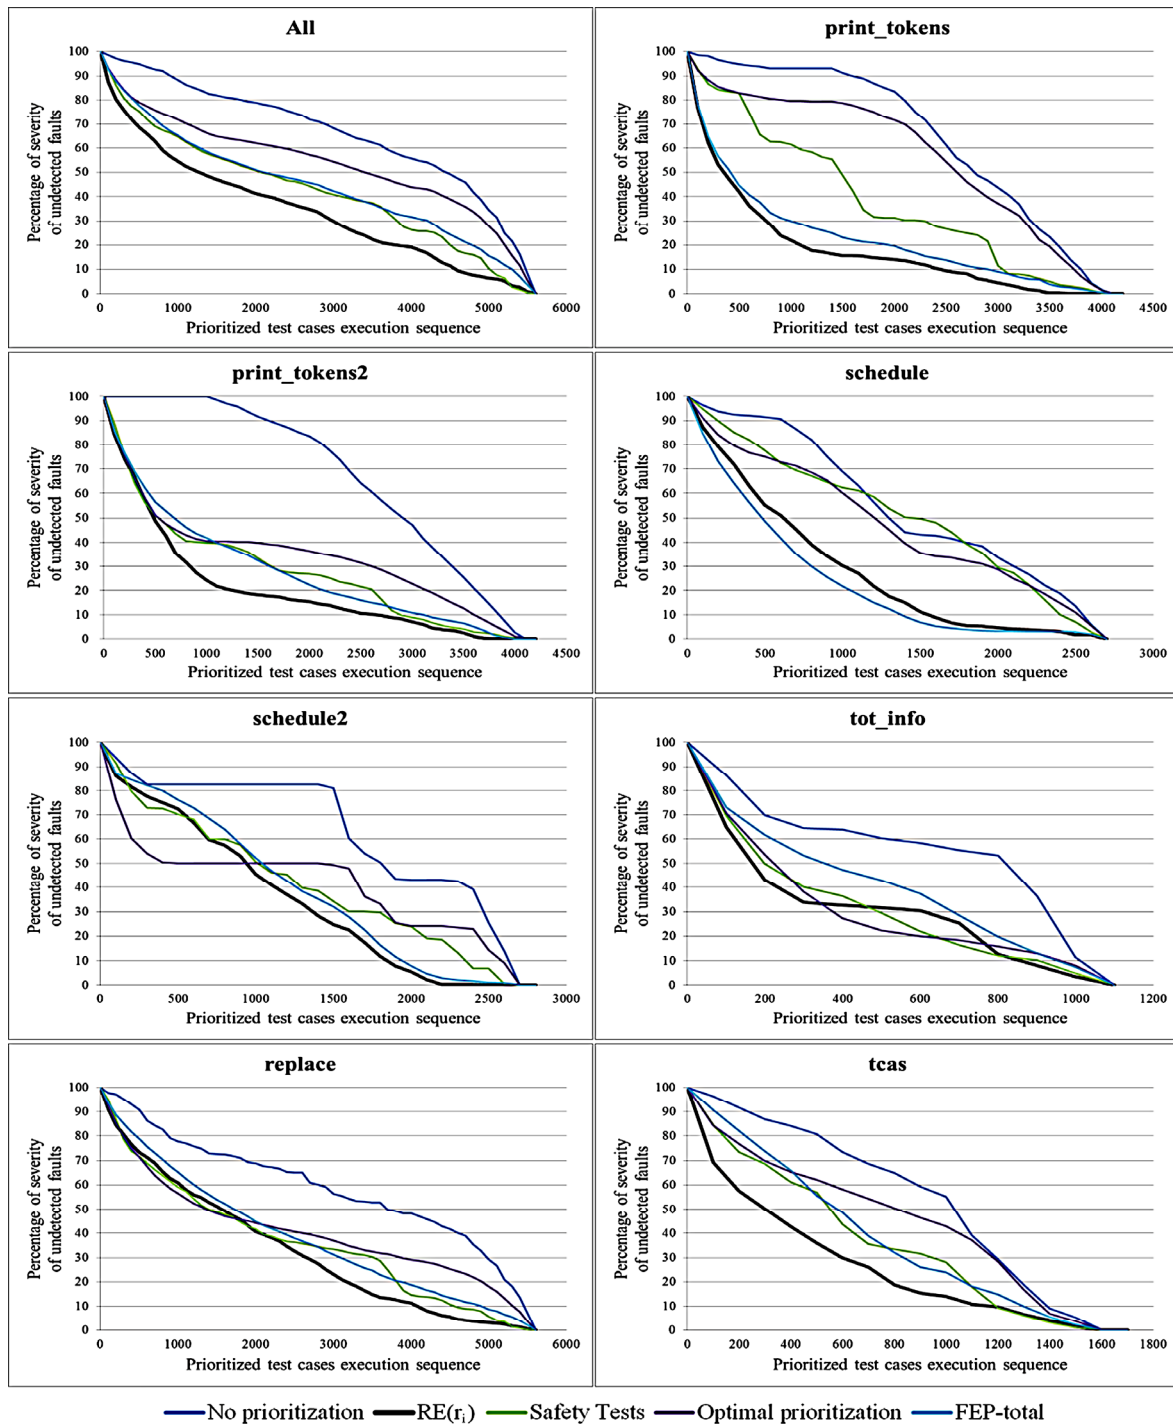 All
Percentage of severity
of undetected faults
100
90
80
70
60
50
40
30
20
10
0
0 1000 2000 3000 4000 5000 6000
Prioritized test cases execution sequence
print_tokens
Percentage of severity
of undetected faults
100
90
80
70
60
50
40
30
20
10
0
0 500 1000 1500 2000 2500 3000 3500 4000 4500
Prioritized test cases execution sequence
print_tokens2
Percentage of severity
of undetected faults
100
90
80
70
60
50
40
30
20
10
0
0 500 1000 1500 2000 2500 3000 3500 4000 4500
Prioritized test cases execution sequence
schedule
Percentage of severity
of undetected faults
100
90
80
70
60
50
40
30
20
10
0
0 500 1000 1500 2000 2500 3000
Prioritized test cases execution sequence
schedule2
Percentage of severity
of undetected faults
100
90
80
70
60
50
40
30
20
10
0
0 500 1000 1500 2000 2500 3000
Prioritized test cases execution sequence
tot_info
Percentage of severity
of undetected faults
100
90
80
70
60
50
40
30
20
10
0
0 200 400 600 800 1000 1200
Prioritized test cases execution sequence
replace
Percentage of severity
of undetected faults
100
90
80
70
60
50
40
30
20
10
0
0 1000 2000 3000 4000 5000 6000
Prioritized test cases execution sequence
tcas
Percentage of severity
of undetected faults
100
90
80
70
60
50
40
30
20
10
0
0 200 400 600 800 1000 1200 1400 1600 1800
Prioritized test cases execution sequence
No prioritization RE(rᵢ) Safety Tests Optimal prioritization FEP-total